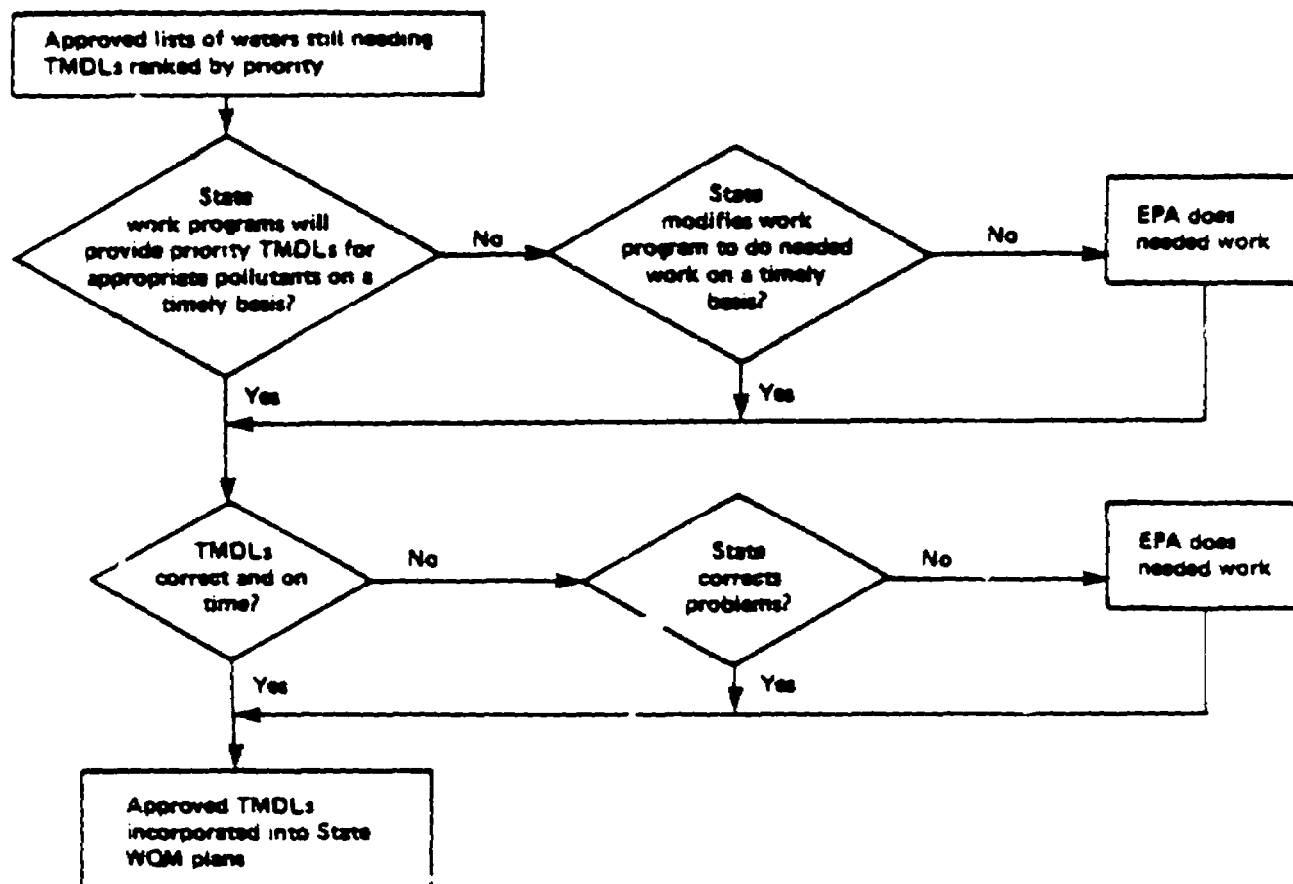 Approved lists of waters still needing
TMDLs ranked by priority
State
work programs will
provide priority TMDLs for
appropriate pollutants on a
timely basis?
No
State
modifies work
program to do needed
work on a timely
basis?
No
EPA does
needed work
Yes
Yes
TMDLs
correct and on
time?
No
State
corrects
problems?
No
EPA does
needed work
Yes
Yes
Approved TMDLs
incorporated into State
WQM plans